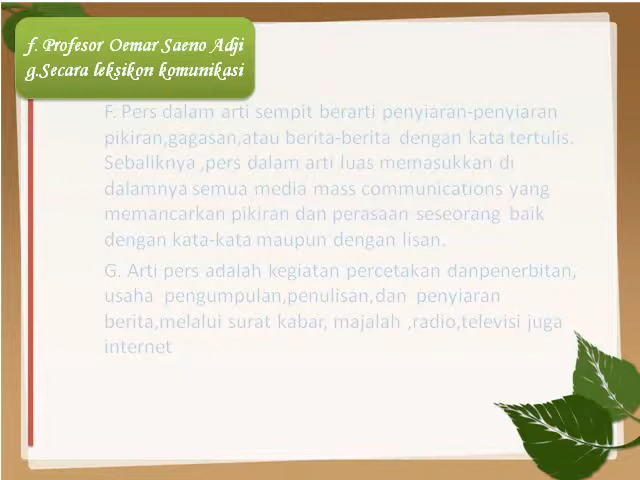 f. Profesor Oemar Saeno Adji
g.Secara leksikon komunikasi
F. Pers dalam arti sempit berarti penyiaran-penyiaran
pikiran,gagasan,atau berita-berita dengan kata tertulis.
Sebaliknya ,pers dalam arti luas memasukkan di
dalamnya semua media mass communications yang
memancarkan pikiran dan perasaan seseorang baik
dengan kata-kata maupun dengan lisan.
G. Arti pers adalah kegiatan percetakan danpenerbitan,
usaha pengumpulan,penulisan,dan penyiaran
berita,melalui surat kabar, majalah ,radio,televisi juga
internet